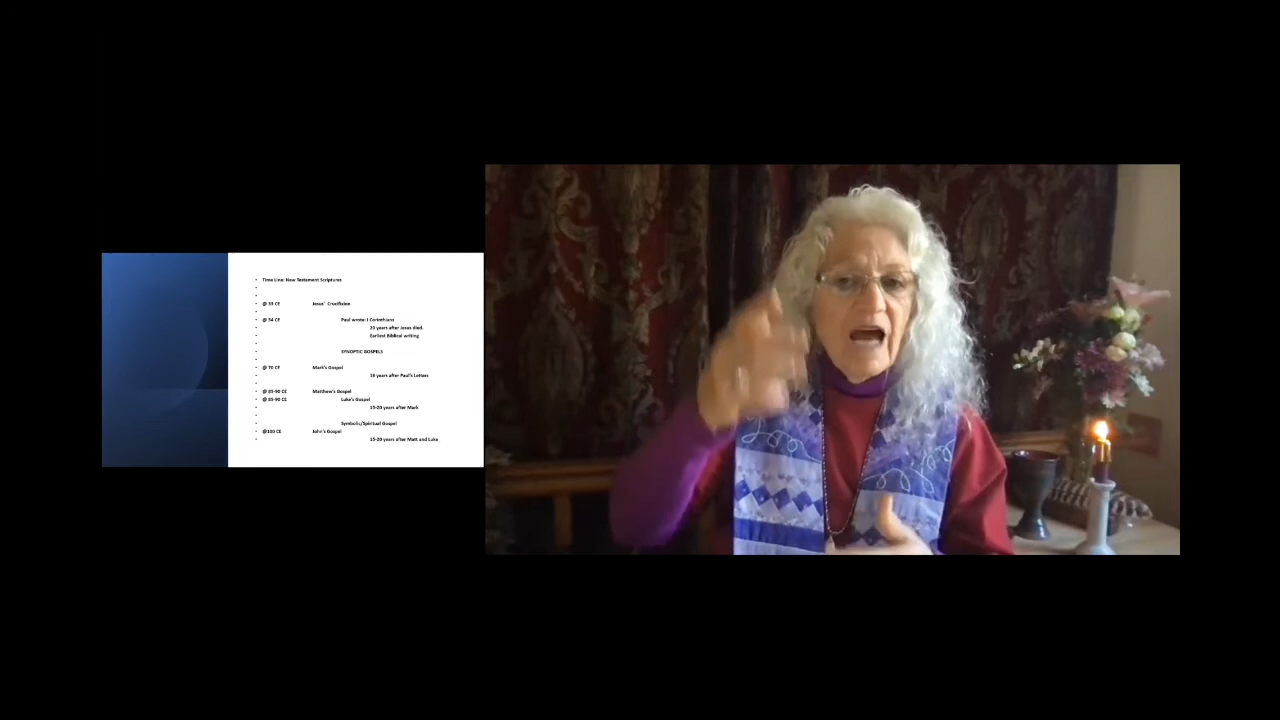 Time Line: New Testament Scriptures
@ 33 CE Jesus' Crucifixion
@ 54 CE Paul wrote: I Corinthians
20 years after Jesus died.
Earliest Biblical writing
SYNOPTIC GOSPELS
@ 70 CE Mark's Gospel
16 years after Paul's Letters
@ 85-90 CE Matthew's Gospel
@ 85-90 CE Luke's Gospel
15-20 years after Mark
Symbolic/Spiritual Gospel
@100 CE John's Gospel
15-20 years after Matt and Luke